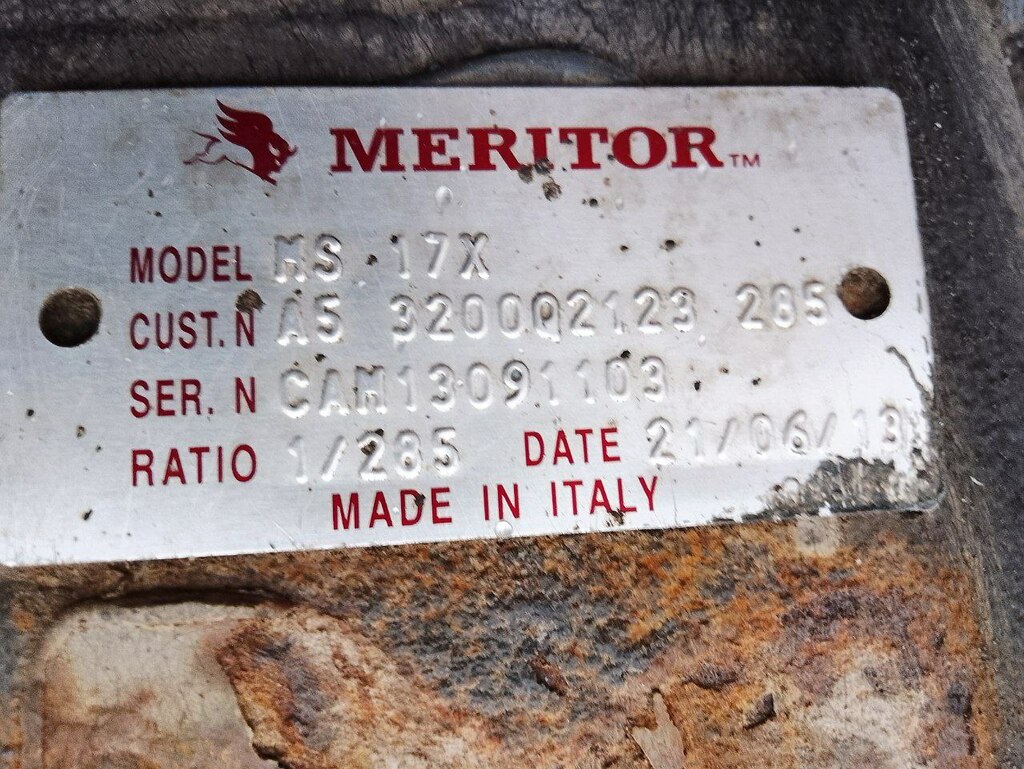 MERITOR™
MODEL MS 17X
CUST.N A5 3200Q2123 285
SER. N CAM13091103
RATIO 1/285 DATE 21/06/13
MADE IN ITALY